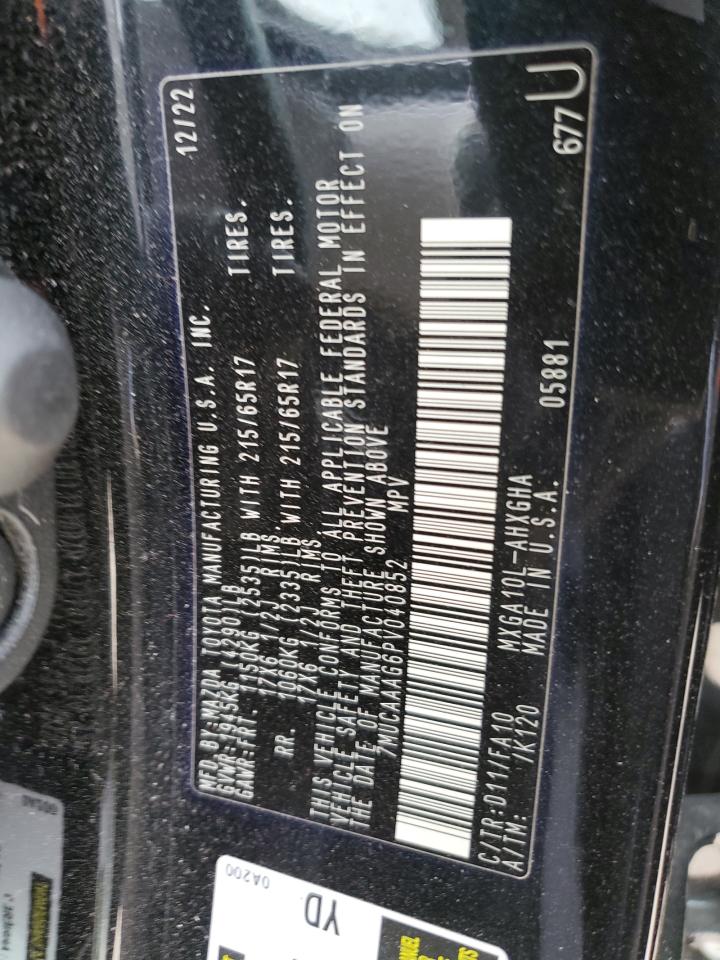 MFD.BY:MAZDA TOYOTA MANUFACTURING U.S.A. INC. 12/22
GVWR:1945KG (4290)LB
GAWR:FRT. 1150KG (2535)LB WITH 215/65R17 TIRES.
17X6 1/2J RIMS.
RR. 1060KG (2335)LB WITH 215/65R17 TIRES.
17X6 1/2J RIMS.
THIS VEHICLE CONFORMS TO ALL APPLICABLE FEDERAL MOTOR
VEHICLE SAFETY AND THEFT PREVENTION STANDARDS IN EFFECT ON
THE DATE OF MANUFACTURE SHOWN ABOVE
7MUCAAAG6PV040852 MPV
C/TR:D11/FA10 MXGA10L-AHXGHA
A/TM: /K120 MADE IN U.S.A. 05881 677 U
0A200
YD